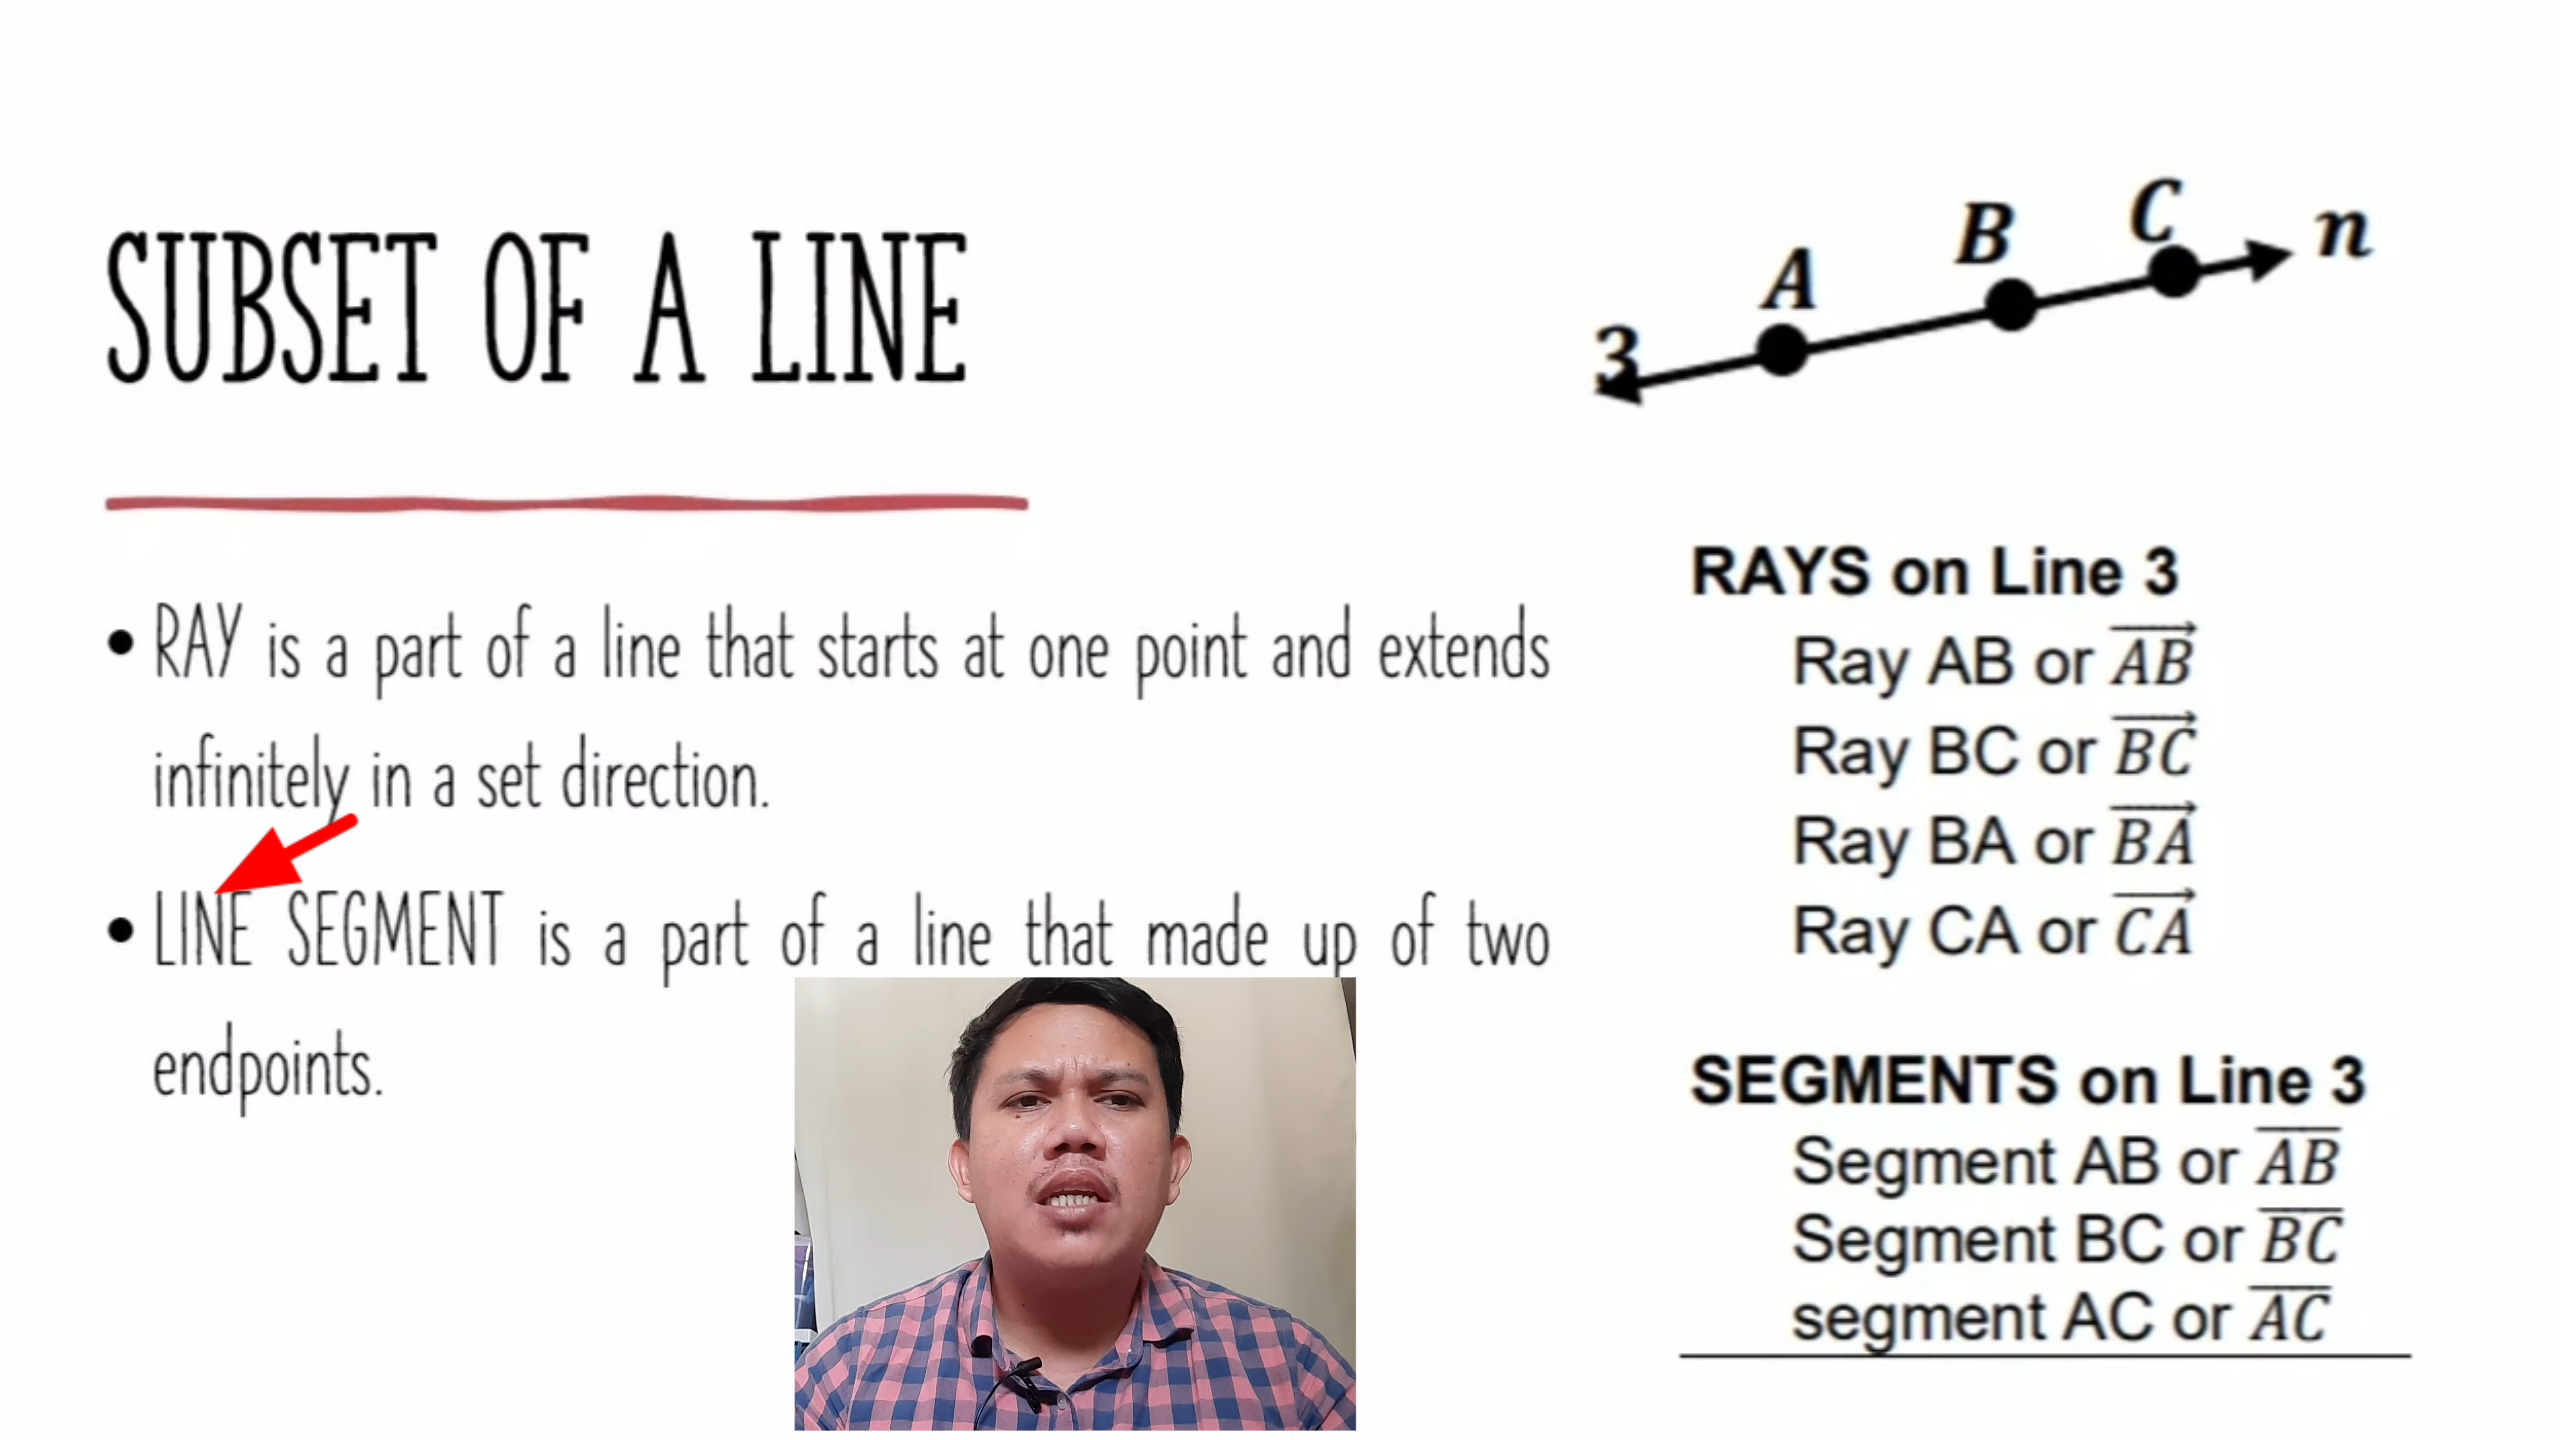 SUBSET OF A LINE
• RAY is a part of a line that starts at one point and extends
infinitely in a set direction.
• LINE SEGMENT is a part of a line that made up of two
endpoints.
A B C n
3
RAYS on Line 3
Ray AB or AB
Ray BC or BC
Ray BA or BA
Ray CA or CA
SEGMENTS on Line 3
Segment AB or AB
Segment BC or BC
segment AC or AC